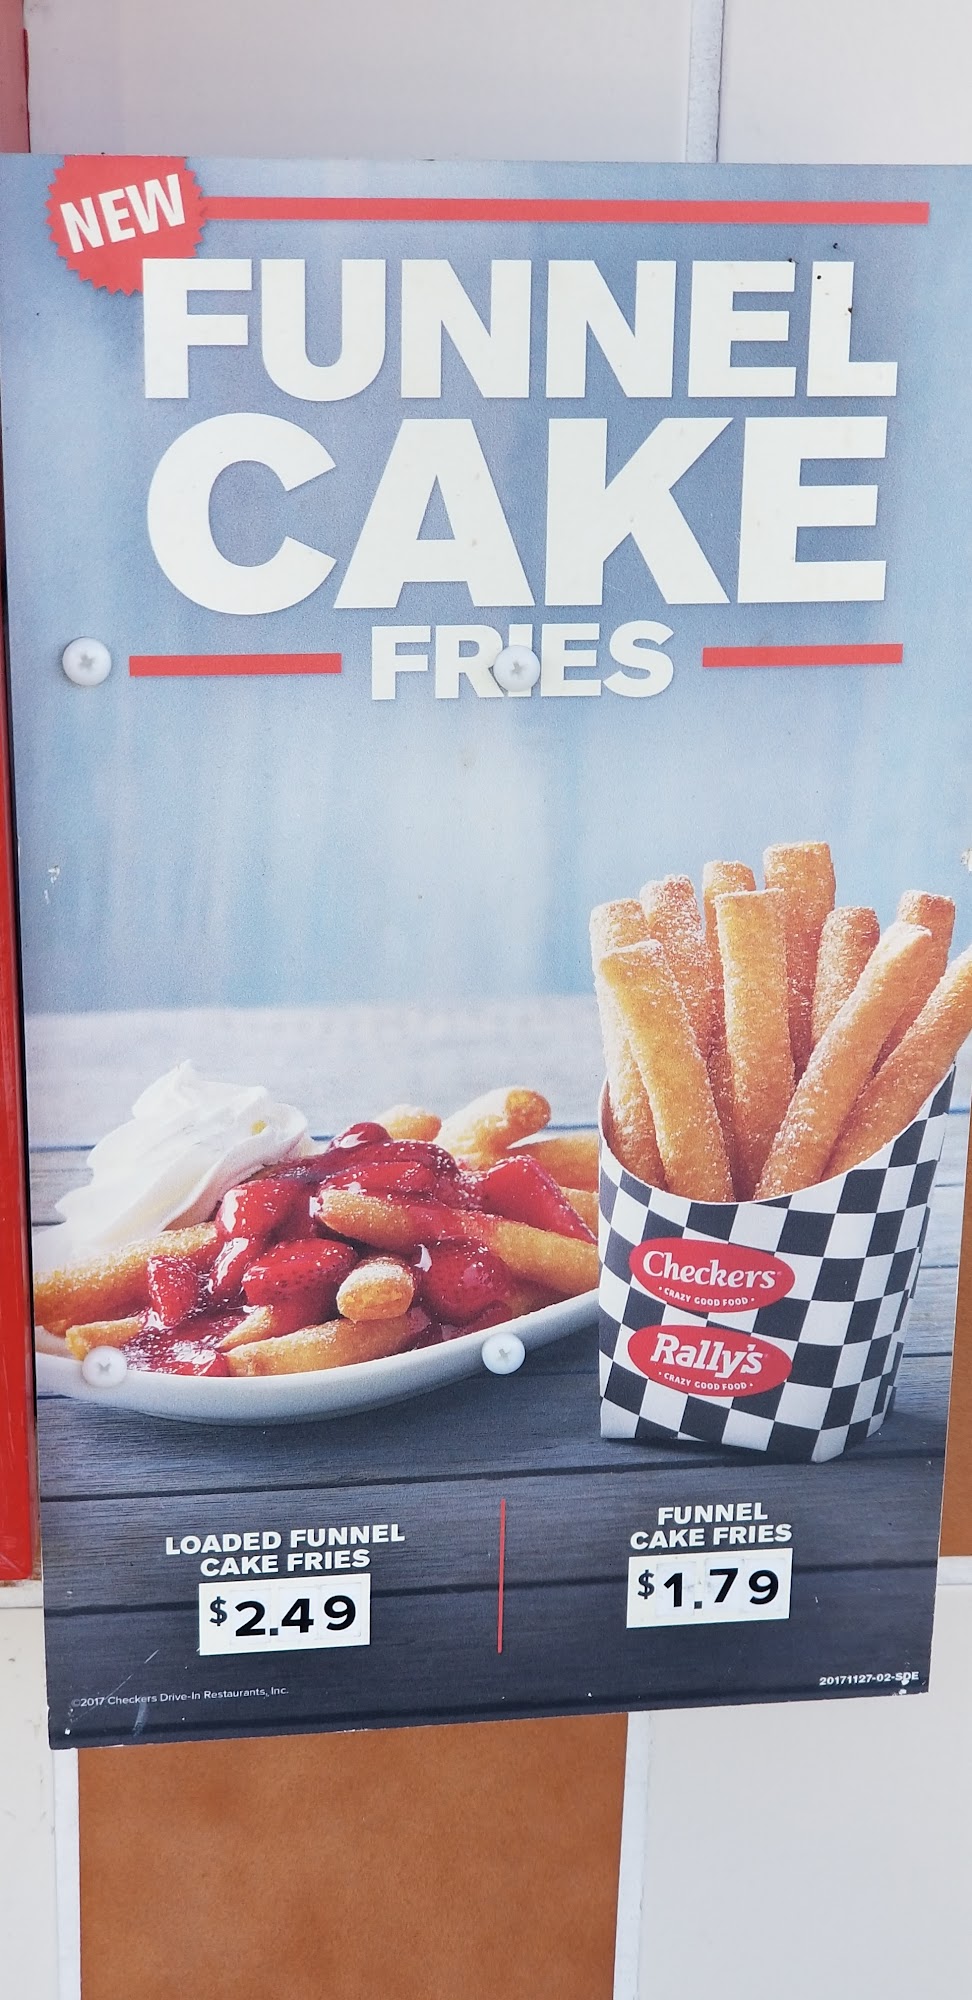 NEW
FUNNEL
CAKE
FRIES
Checkers
• CRAZY GOOD FOOD •
Rally's
• CRAZY GOOD FOOD •
LOADED FUNNEL
CAKE FRIES
$2.49
FUNNEL
CAKE FRIES
$1.79
©2017 Checkers Drive-In Restaurants, Inc.
20171127-02-SDE